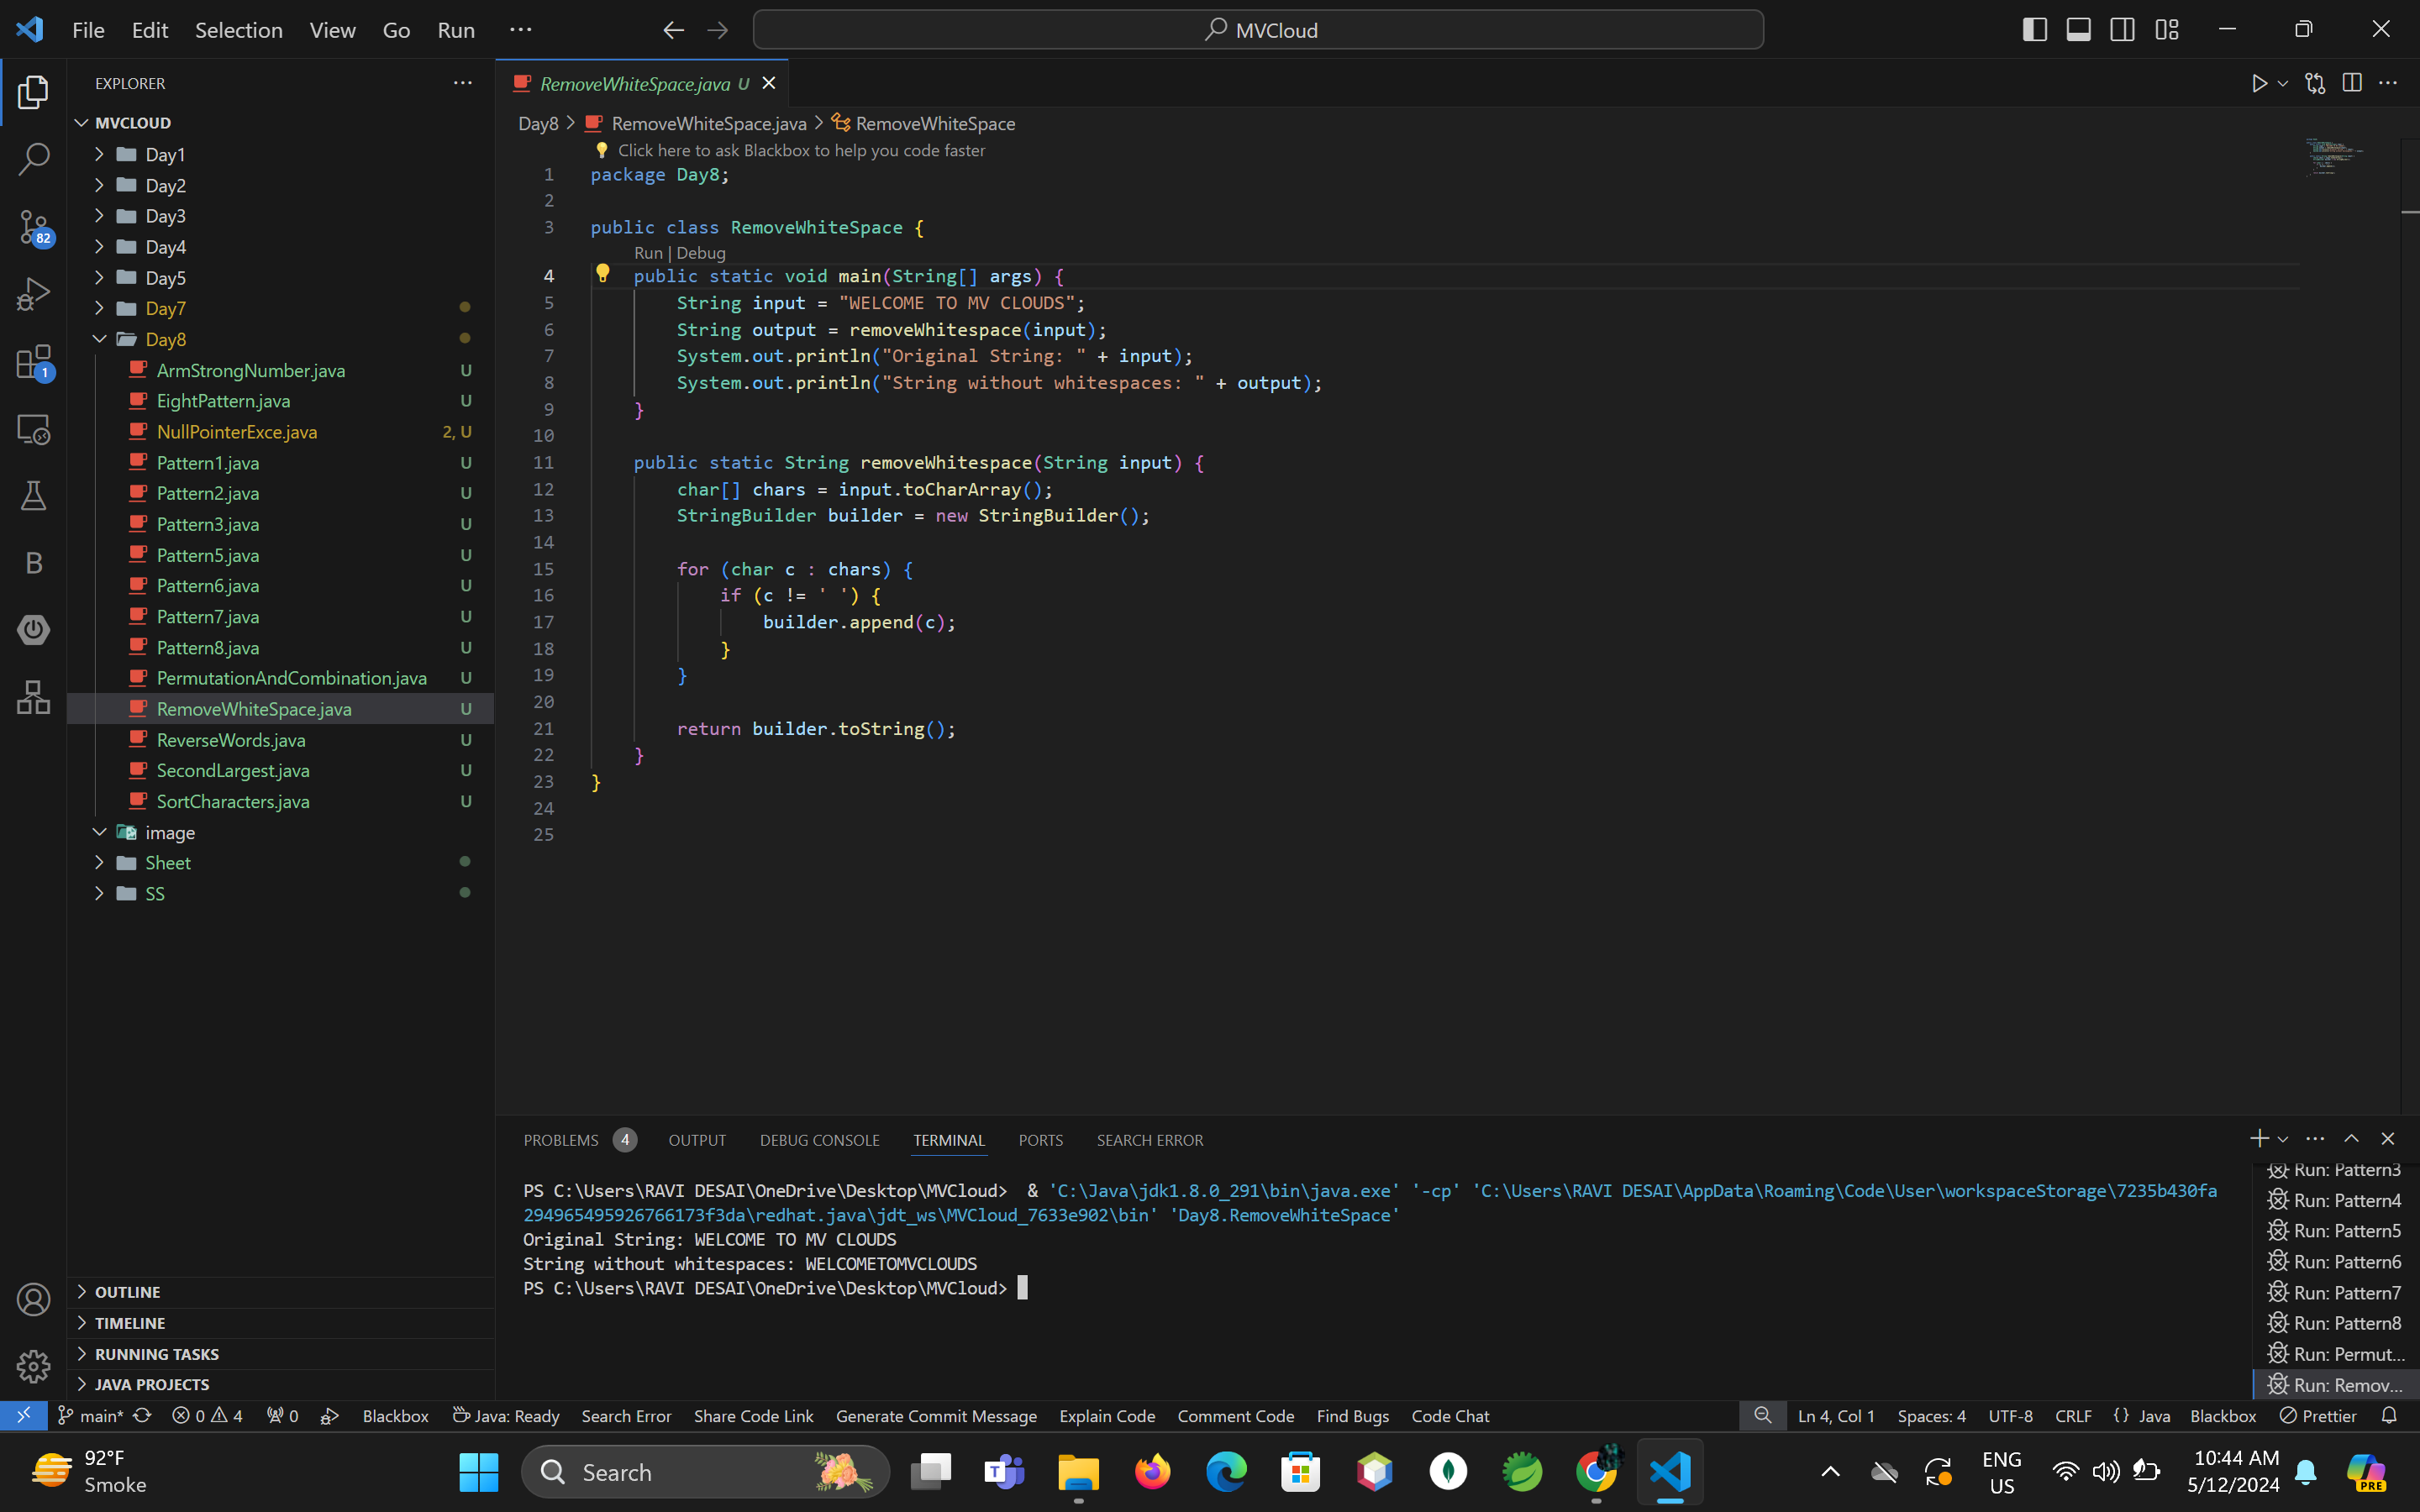 File Edit Selection View Go Run ... MVCloud
EXPLORER ...
MVCLOUD
Day1
Day2
Day3
Day4
Day5
Day7
Day8
ArmStrongNumber.java U
EightPattern.java U
NullPointerExce.java 2, U
Pattern1.java U
Pattern2.java U
Pattern3.java U
Pattern5.java U
Pattern6.java U
Pattern7.java U
Pattern8.java U
PermutationAndCombination.java U
RemoveWhiteSpace.java U
ReverseWords.java U
SecondLargest.java U
SortCharacters.java U
image
Sheet
SS
OUTLINE
TIMELINE
RUNNING TASKS
JAVA PROJECTS
82
1
B
RemoveWhiteSpace.java U
Day8 > RemoveWhiteSpace.java > RemoveWhiteSpace
Click here to ask Blackbox to help you code faster
1 package Day8;
2
3 public class RemoveWhiteSpace {
Run | Debug
4 public static void main(String[] args) {
5 String input = "WELCOME TO MV CLOUDS";
6 String output = removeWhitespace(input);
7 System.out.println("Original String: " + input);
8 System.out.println("String without whitespaces: " + output);
9 }
10
11 public static String removeWhitespace(String input) {
12 char[] chars = input.toCharArray();
13 StringBuilder builder = new StringBuilder();
14
15 for (char c : chars) {
16 if (c != ' ') {
17 builder.append(c);
18 }
19 }
20
21 return builder.toString();
22 }
23 }
24
25
PROBLEMS 4 OUTPUT DEBUG CONSOLE TERMINAL PORTS SEARCH ERROR
PS C:\Users\RAVI DESAI\OneDrive\Desktop\MVCloud> & 'C:\Java\jdk1.8.0_291\bin\java.exe' '-cp' 'C:\Users\RAVI DESAI\AppData\Roaming\Code\User\workspaceStorage\7235b430fa
2949654959267661​73f3da\redhat.java\jdt_ws\MVCloud_7633e902\bin' 'Day8.RemoveWhiteSpace'
Original String: WELCOME TO MV CLOUDS
String without whitespaces: WELCOMETOMVCLOUDS
PS C:\Users\RAVI DESAI\OneDrive\Desktop\MVCloud>
Run: Pattern3
Run: Pattern4
Run: Pattern5
Run: Pattern6
Run: Pattern7
Run: Pattern8
Run: Permut...
Run: Remov...
main* 0 4 0 Blackbox Java: Ready Search Error Share Code Link Generate Commit Message Explain Code Comment Code Find Bugs Code Chat Ln 4, Col 1 Spaces: 4 UTF-8 CRLF {} Java Blackbox Prettier
92°F
Smoke
Search
T
ENG
US
10:44 AM
5/12/2024
PRE